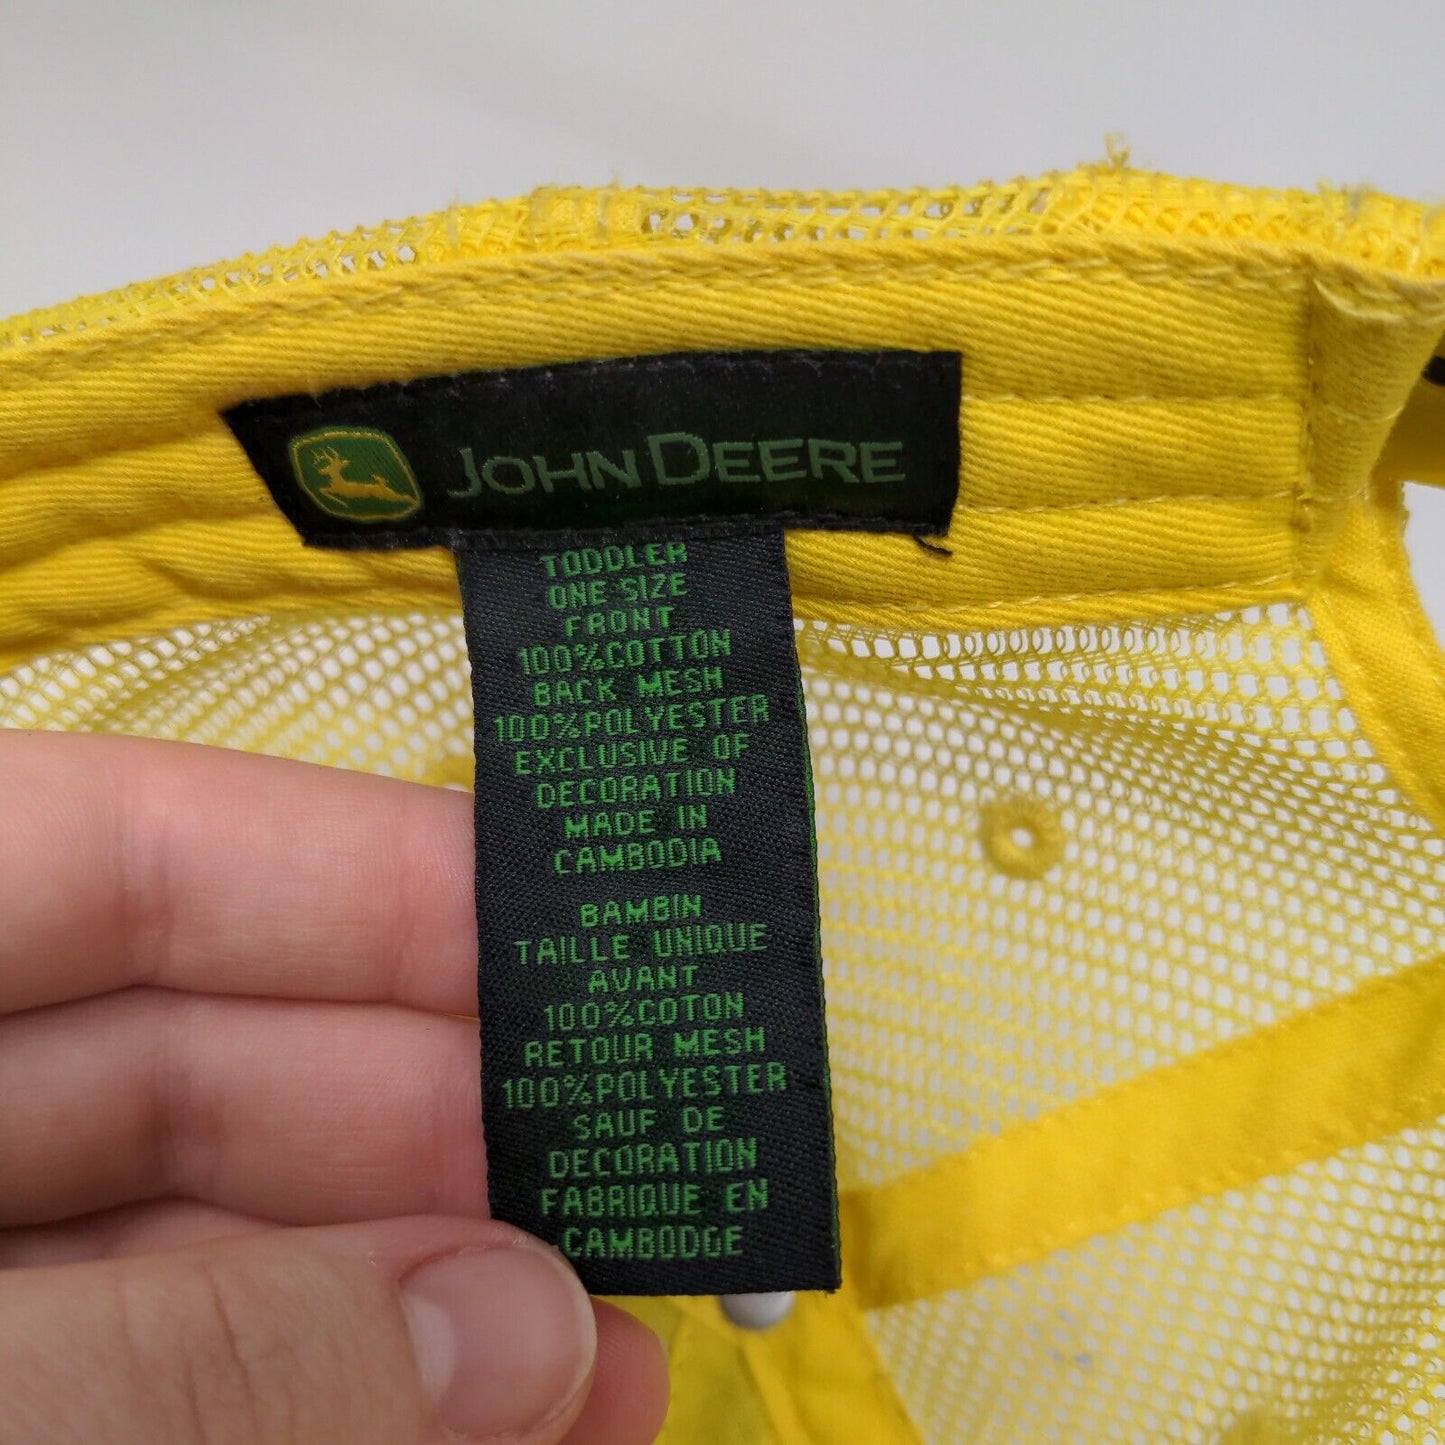 JOHN DEERE
TODDLER
ONE SIZE
FRONT
100%COTTON
BACK MESH
100%POLYESTER
EXCLUSIVE OF
DECORATION
MADE IN
CAMBODIA
BAMBIN
TAILLE UNIQUE
AVANT
100%COTON
RETOUR MESH
100%POLYESTER
SAUF DE
DECORATION
FABRIQUE EN
CAMBODGE